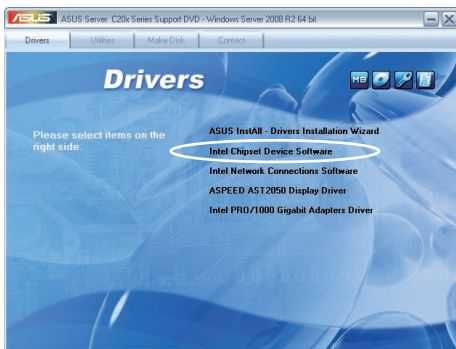 ASUS
ASUS Server C20x Series Support DVD - Windows Server 2008 R2 64 bit
Drivers
Utilities
Make Disk
Contact
Drivers
MB
Please select items on the
right side.
ASUS InstAll - Drivers Installation Wizard
Intel Chipset Device Software
Intel Network Connections Software
ASPEED AST2050 Display Driver
Intel PRO/1000 Gigabit Adapters Driver